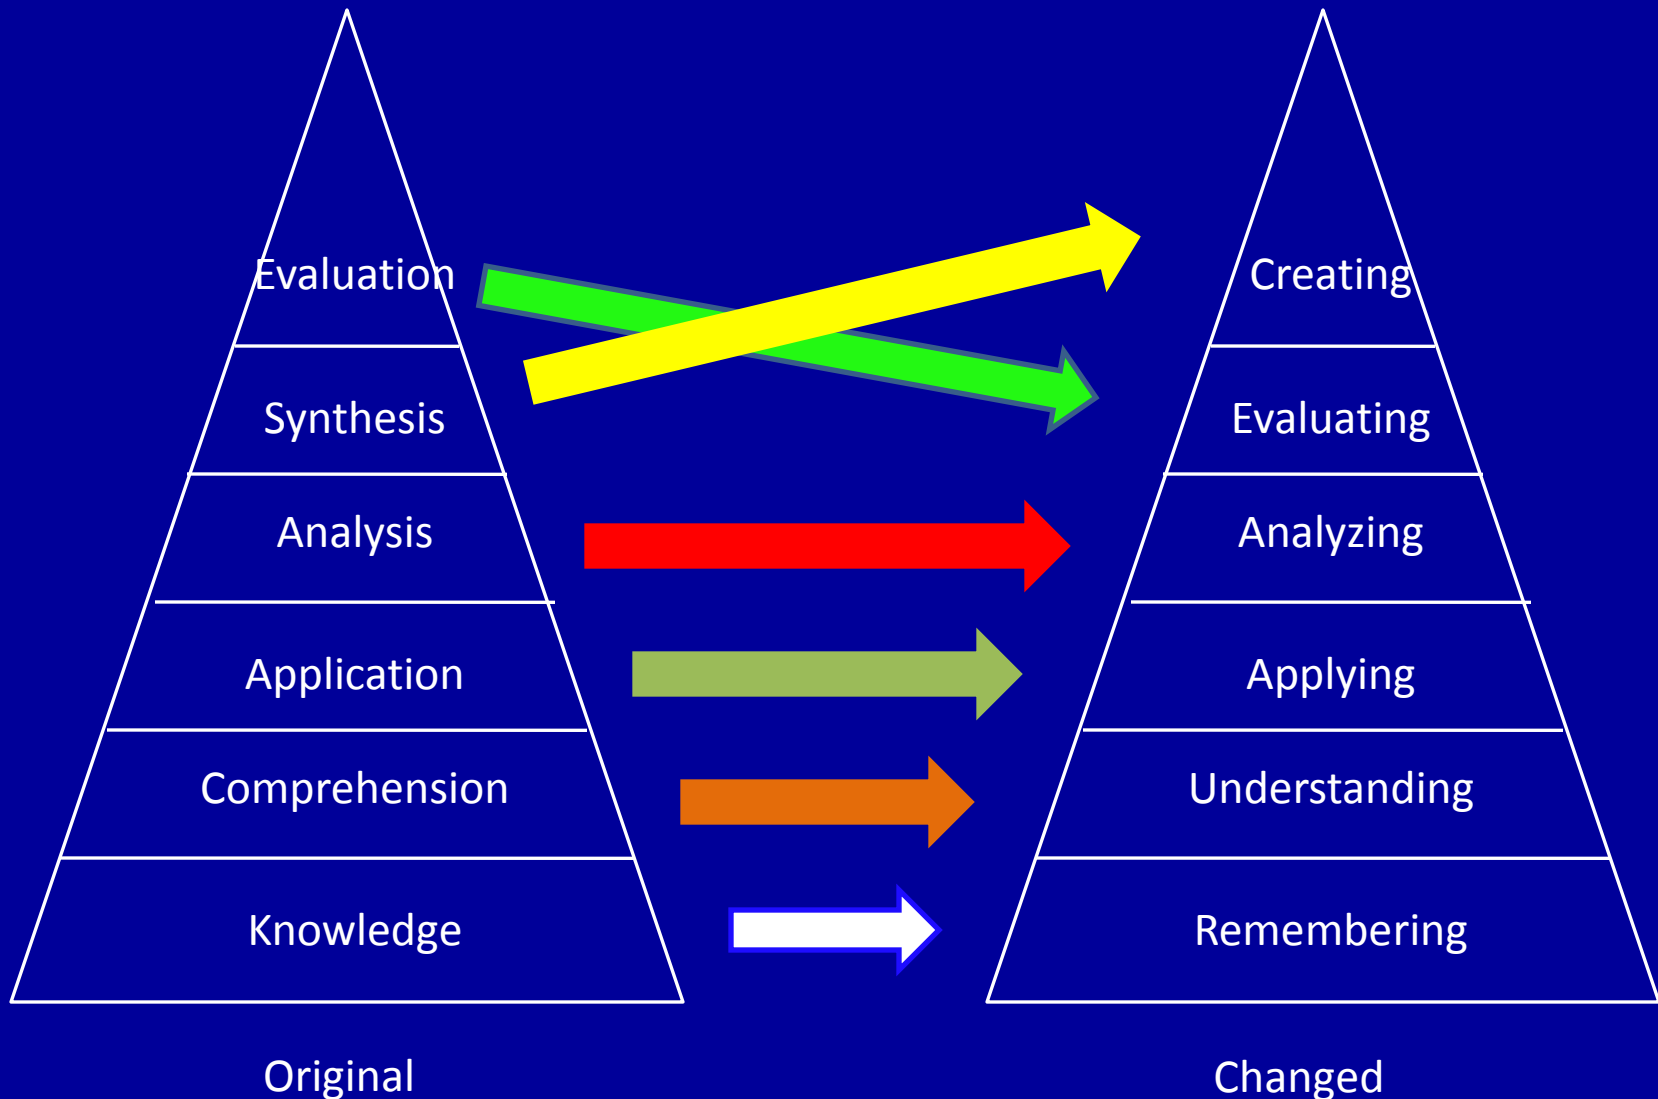 Evaluation
Synthesis
Analysis
Application
Comprehension
Knowledge
Original
Creating
Evaluating
Analyzing
Applying
Understanding
Remembering
Changed